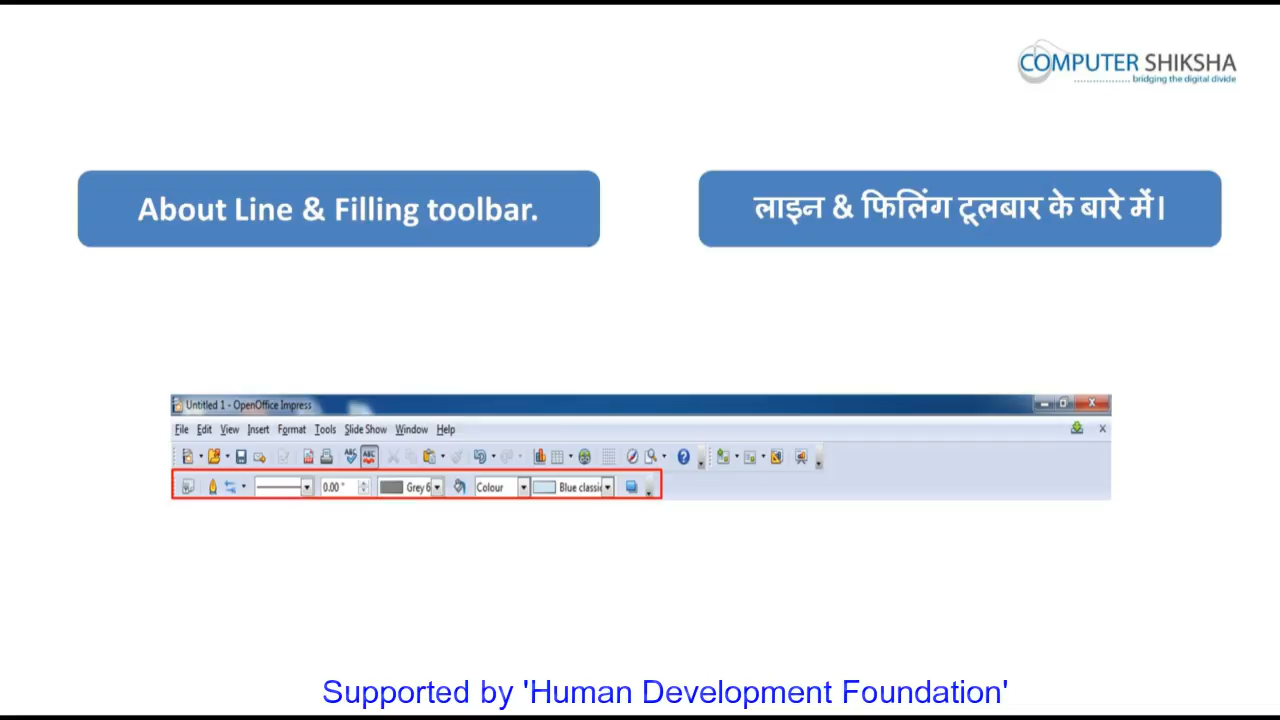 COMPUTER SHIKSHA
bridging the digital divide
About Line & Filling toolbar.
लाइन & फिलिंग टूलबार के बारे में।
Untitled 1 - OpenOffice Impress
File Edit View Insert Format Tools Slide Show Window Help
0.00 " Grey 6 Colour Blue classi
Supported by 'Human Development Foundation'